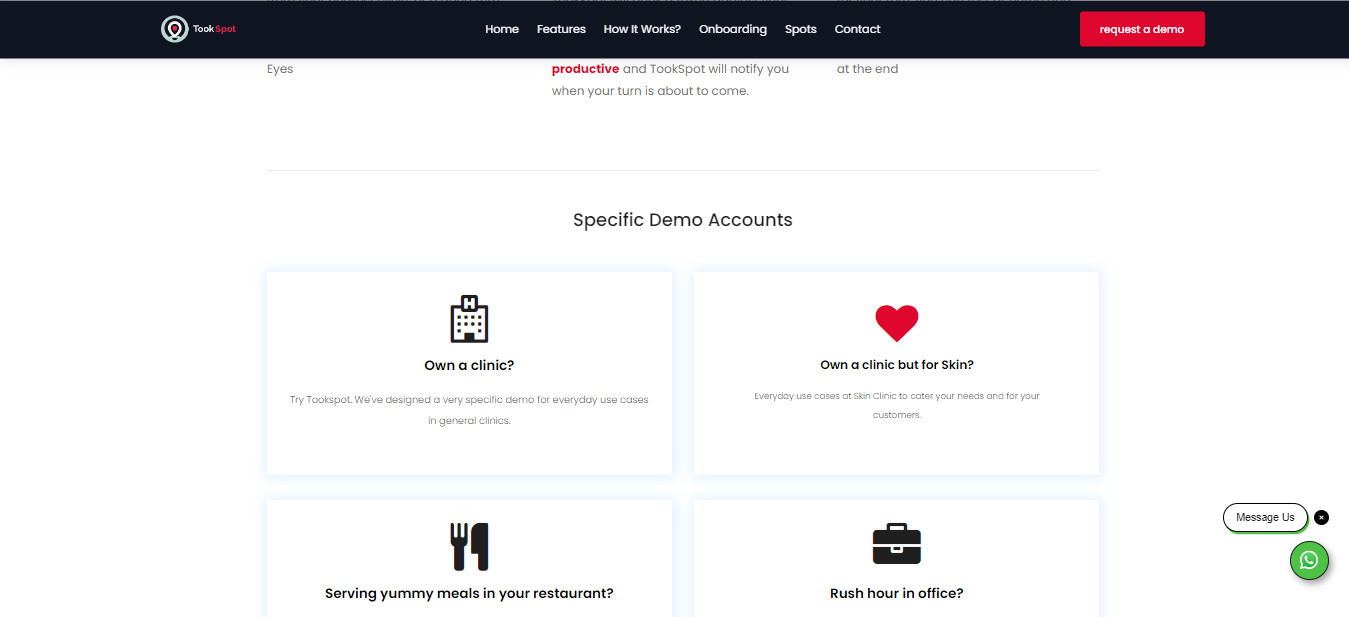 TookSpot
Home Features How It Works? Onboarding Spots Contact
request a demo
Eyes
productive and TookSpot will notify you
when your turn is about to come.
at the end
Specific Demo Accounts
H
Own a clinic?
Try Tookspot. We've designed a very specific demo for everyday use cases
in general clinics.
Own a clinic but for Skin?
Everyday use cases at Skin Clinic to cater your needs and for your
customers.
Serving yummy meals in your restaurant?
Rush hour in office?
Message Us